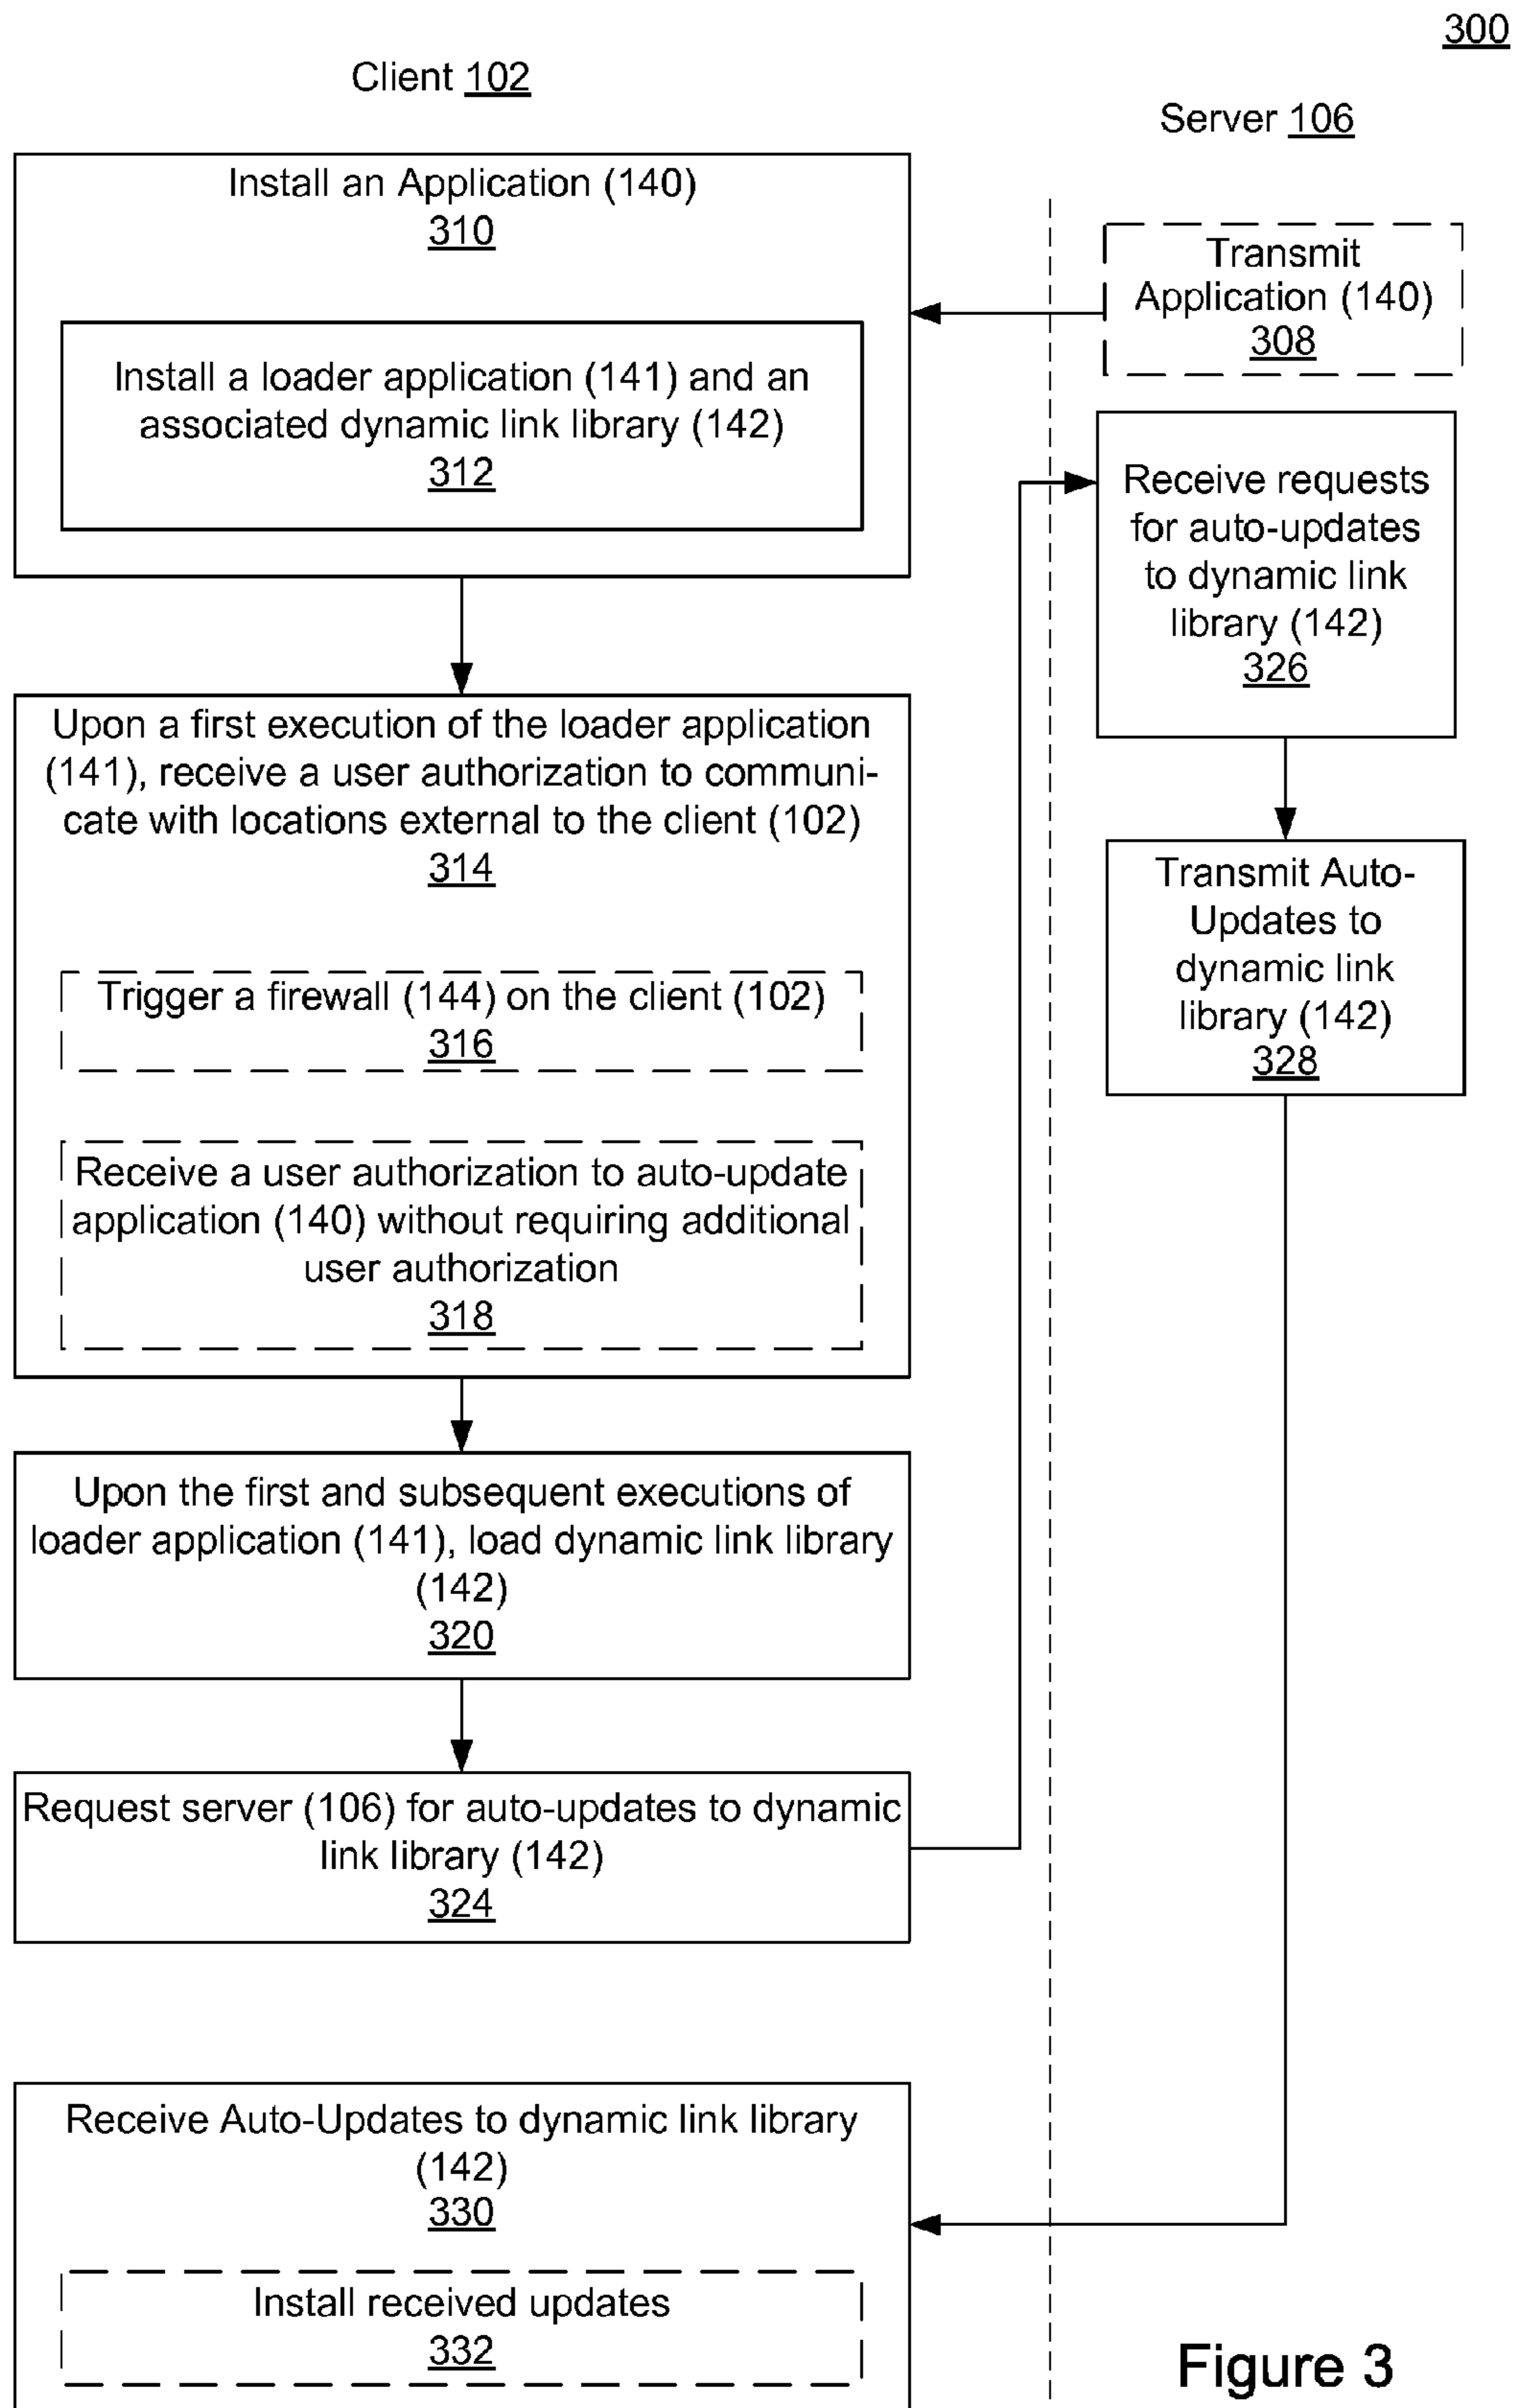 300
Client 102
Server 106
Install an Application (140)
310
Install a loader application (141) and an
associated dynamic link library (142)
312
Transmit
Application (140)
308
Receive requests
for auto-updates
to dynamic link
library (142)
326
Upon a first execution of the loader application
(141), receive a user authorization to communi-
cate with locations external to the client (102)
314
Trigger a firewall (144) on the client (102)
316
Receive a user authorization to auto-update
application (140) without requiring additional
user authorization
318
Transmit Auto-
Updates to
dynamic link
library (142)
328
Upon the first and subsequent executions of
loader application (141), load dynamic link library
(142)
320
Request server (106) for auto-updates to dynamic
link library (142)
324
Receive Auto-Updates to dynamic link library
(142)
330
Install received updates
332
Figure 3